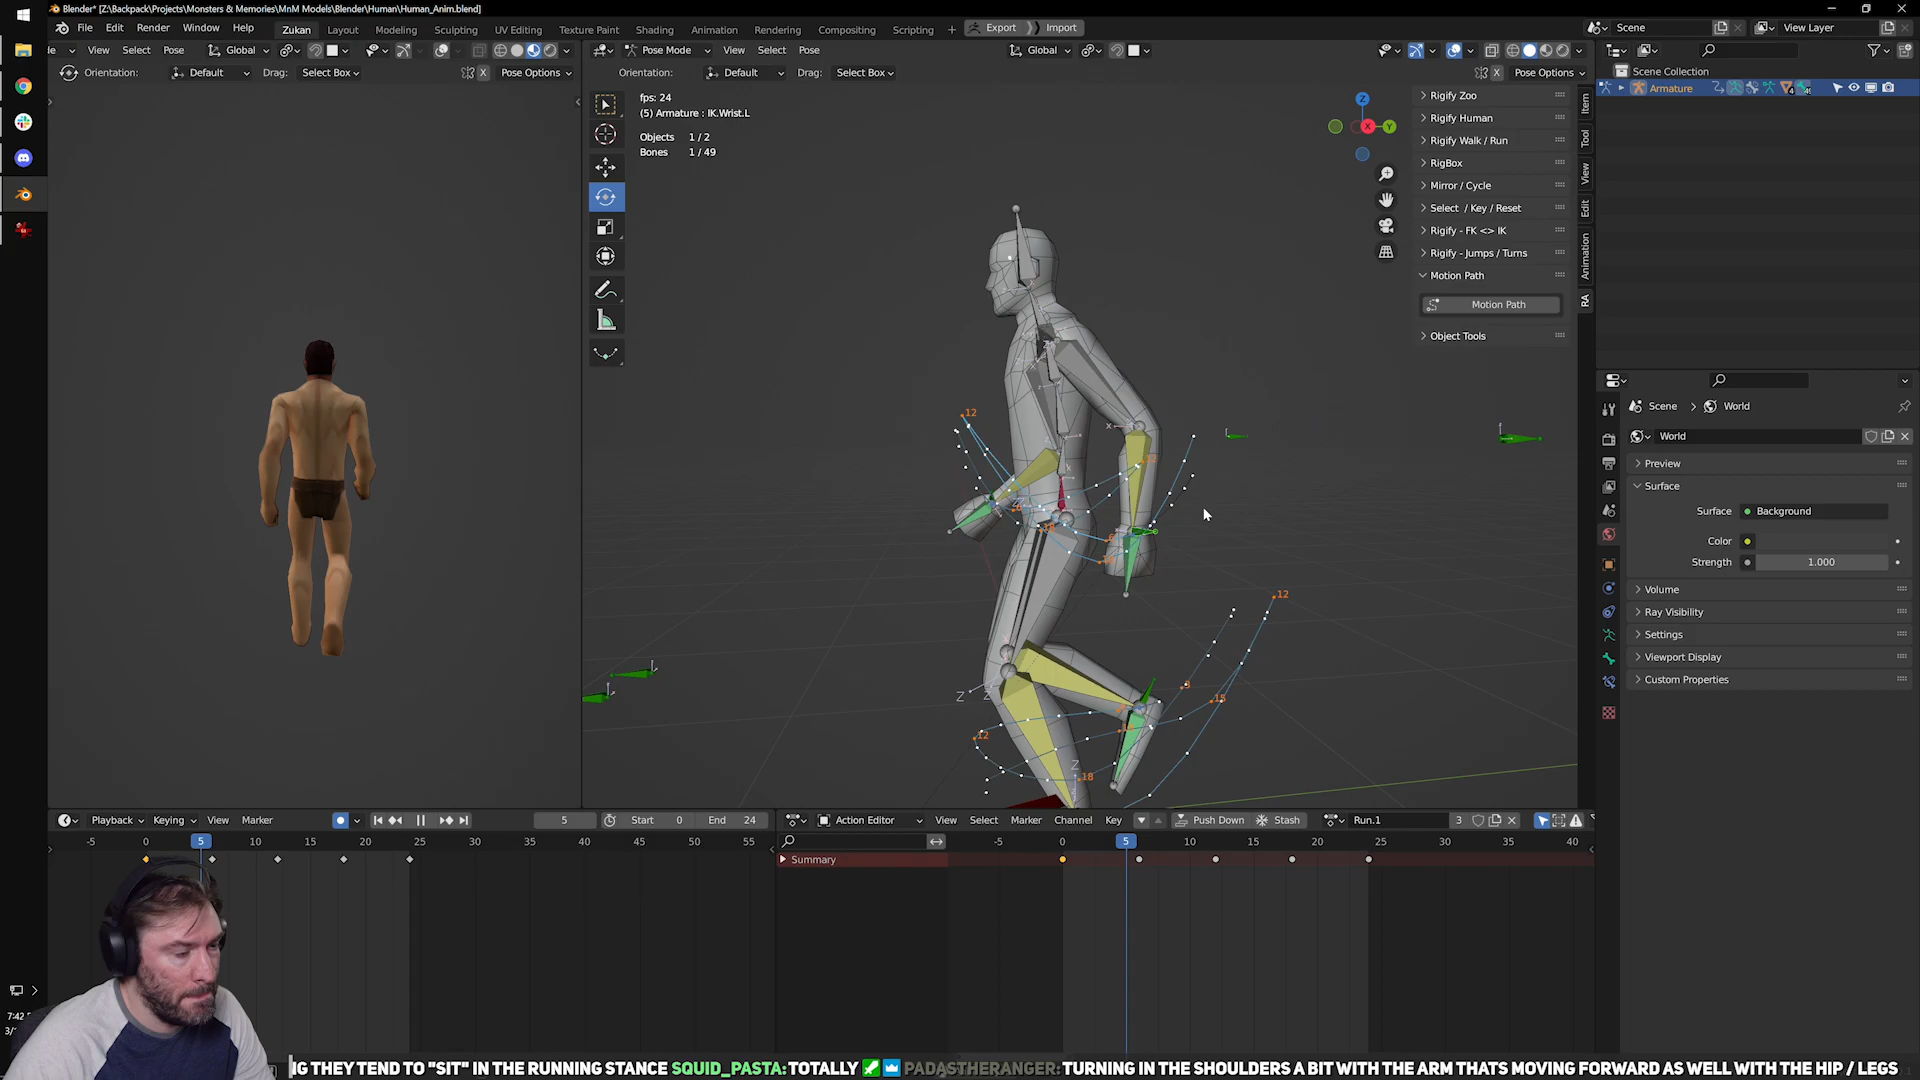 Blender* [Z:\Backpack\Projects\Monsters & Memories\MnM Models\Blender\Human\Human_Anim.blend]
File Edit Render Window Help Zukan Layout Modeling Sculpting UV Editing Texture Paint Shading Animation Rendering Compositing Scripting + Export Import Scene View Layer
le View Select Pose Global Pose Mode View Select Pose Global
Orientation: Default Drag: Select Box X Pose Options Orientation: Default Drag: Select Box X Pose Options
Scene Collection
Armature
fps: 24
(5) Armature : IK.Wrist.L
Objects 1 / 2
Bones 1 / 49
Z
X
Y
Rigify Zoo
Rigify Human
Rigify Walk / Run
RigBox
Mirror / Cycle
Select / Key / Reset
Rigify - FK <> IK
Rigify - Jumps / Turns
Motion Path
Motion Path
Object Tools
Item
Tool
View
Edit
Animation
RA
12
12
15
12
18
Z
Z
Z
Scene World
World
Preview
Surface
Surface Background
Color
Strength 1.000
Volume
Ray Visibility
Settings
Viewport Display
Custom Properties
Playback Keying View Marker 5 Start 0 End 24
-5 0 5 10 15 20 25 30 35 40 45 50 55
Action Editor View Select Marker Channel Key Push Down Stash Run.1 3
-5 0 5 10 15 20 25 30 35 40
Summary
7:42
3/
G THEY TEND TO "SIT" IN THE RUNNING STANCE SQUID_PASTA: TOTALLY PADASTHERANGER: TURNING IN THE SHOULDERS A BIT WITH THE ARM THATS MOVING FORWARD AS WELL WITH THE HIP / LEGS